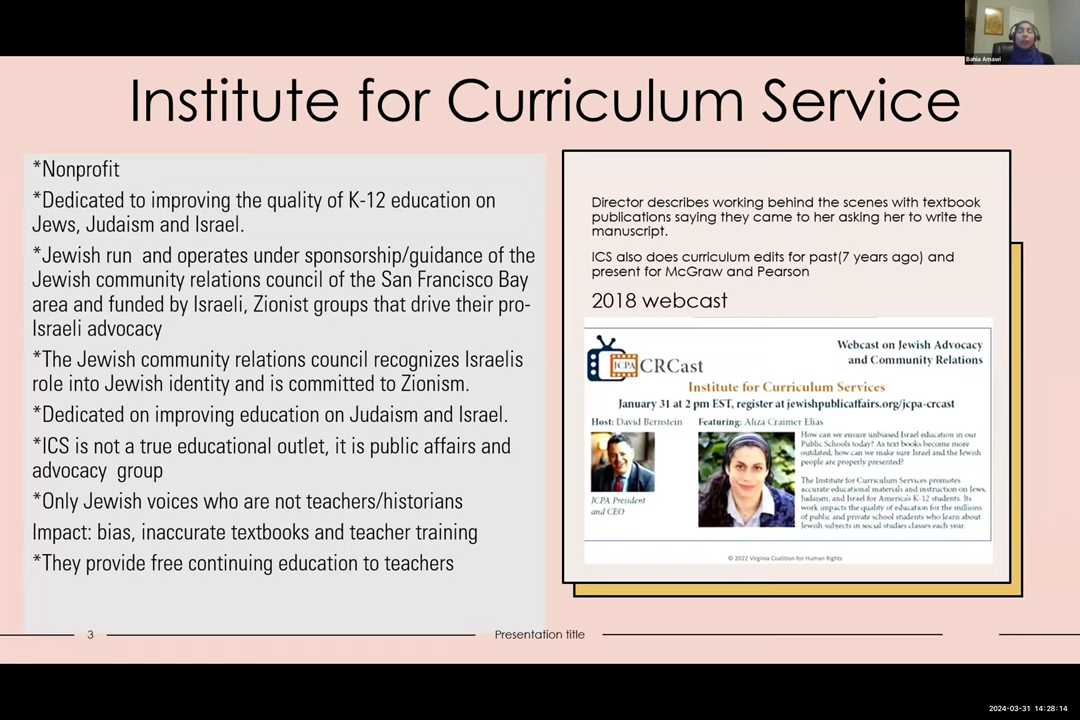 Bahia Amawi
Institute for Curriculum Service
*Nonprofit
*Dedicated to improving the quality of K-12 education on
Jews, Judaism and Israel.
*Jewish run and operates under sponsorship/guidance of the
Jewish community relations council of the San Francisco Bay
area and funded by Israeli, Zionist groups that drive their pro-
Israeli advocacy
*The Jewish community relations council recognizes Israelis
role into Jewish identity and is committed to Zionism.
*Dedicated on improving education on Judaism and Israel.
*ICS is not a true educational outlet, it is public affairs and
advocacy group
*Only Jewish voices who are not teachers/historians
Impact: bias, inaccurate textbooks and teacher training
*They provide free continuing education to teachers
Director describes working behind the scenes with textbook
publications saying they came to her asking her to write the
manuscript.
ICS also does curriculum edits for past(7 years ago) and
present for McGraw and Pearson
2018 webcast
JCPA CRCast
Webcast on Jewish Advocacy
and Community Relations
Institute for Curriculum Services
January 31 at 2 pm EST, register at jewishpublicaffairs.org/jcpa-crcast
Host: David Bernstein
JCPA President
and CEO
Featuring: Aliza Craimer Elias
How can we ensure unbiased Israel education in our
Public Schools today? As text books become more
outdated, how can we make sure Israel and the Jewish
people are properly presented?
The Institute for Curriculum Services promotes
accurate educational materials and instruction on Jews,
Judaism, and Israel for America's K-12 students. Its
work impacts the quality of education for the millions
of public and private school students who learn about
Jewish subjects in social studies classes each year.
© 2022 Virginia Coalition for Human Rights
3
Presentation title
2024-03-31 14:28:14